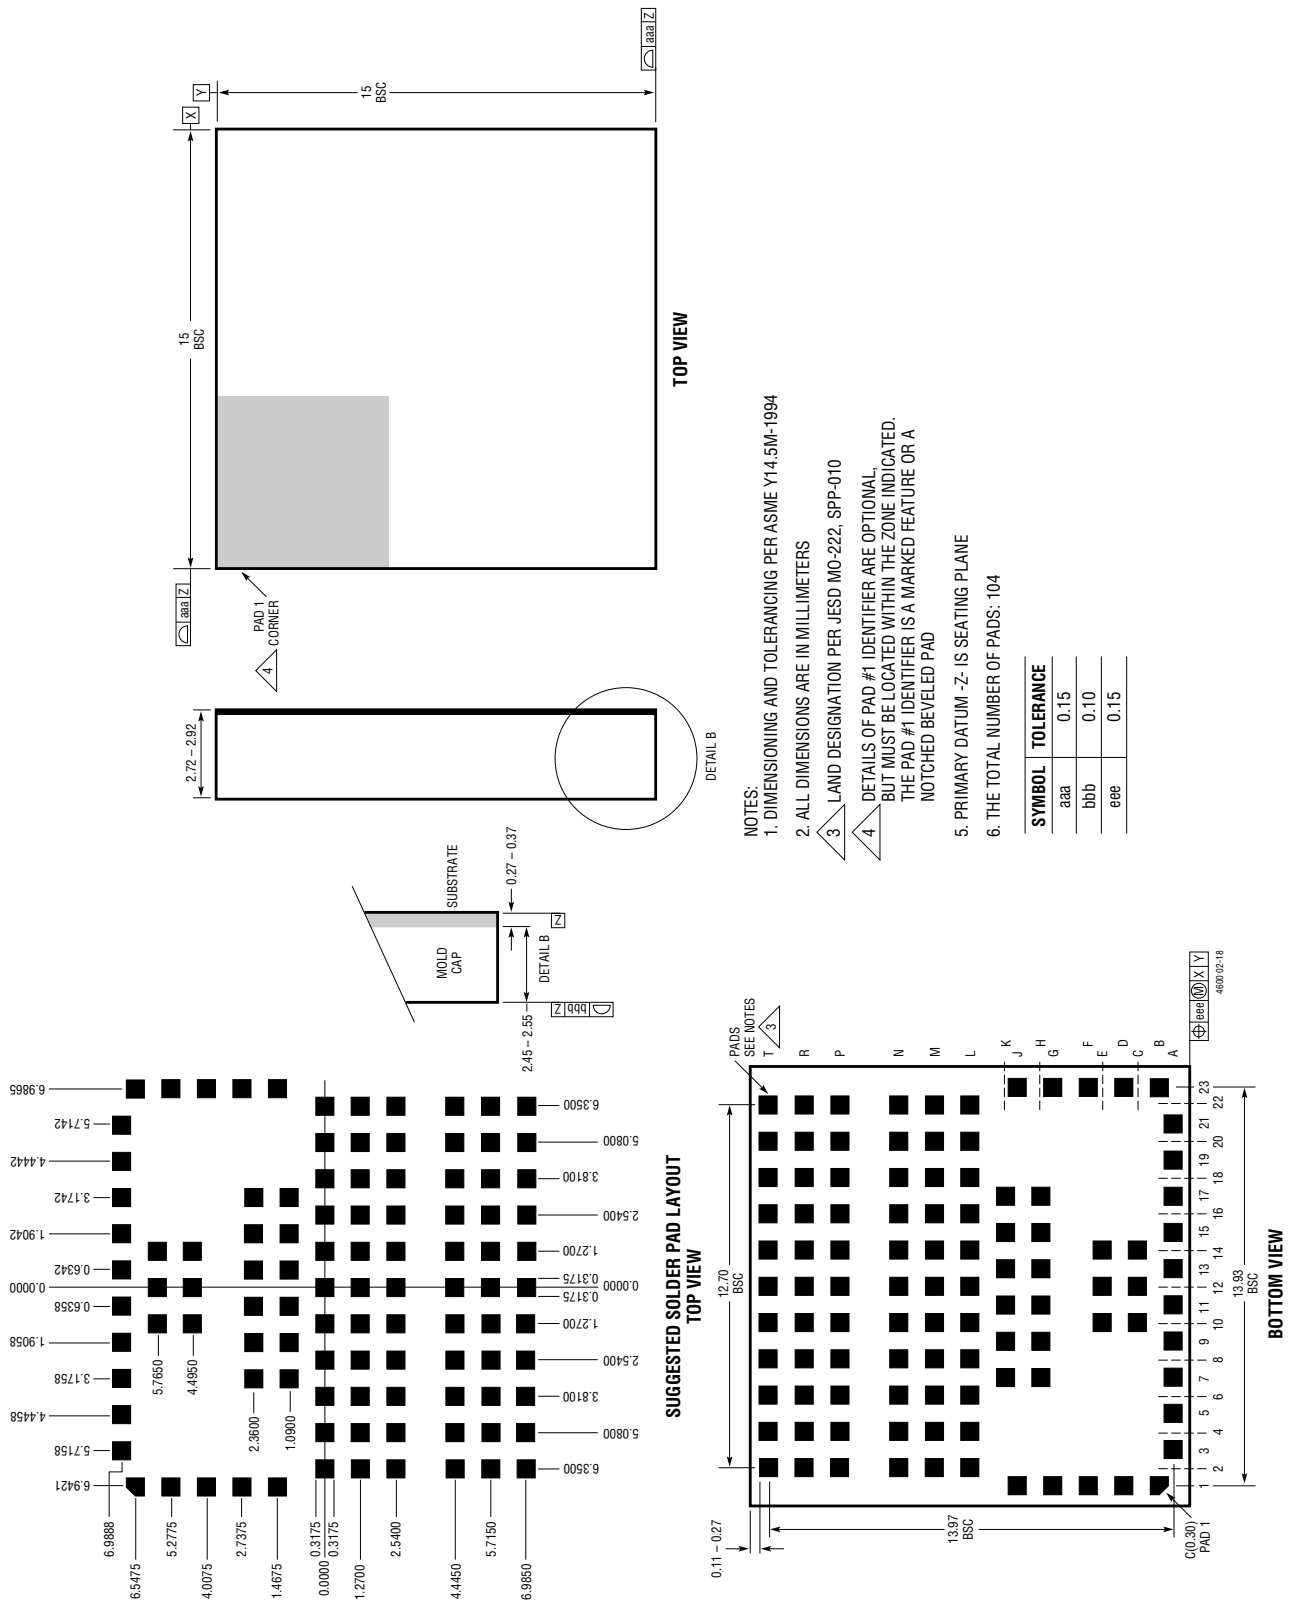 aaa Z
X
Y
15
BSC
15
BSC
aaa Z
PAD 1
CORNER
4
TOP VIEW
2.72 – 2.92
DETAIL B
SUBSTRATE
0.27 – 0.37
MOLD
CAP
Z
DETAIL B
bbb Z
2.45 – 2.55
NOTES:
1. DIMENSIONING AND TOLERANCING PER ASME Y14.5M-1994
2. ALL DIMENSIONS ARE IN MILLIMETERS
3 LAND DESIGNATION PER JESD MO-222, SPP-010
4 DETAILS OF PAD #1 IDENTIFIER ARE OPTIONAL,
BUT MUST BE LOCATED WITHIN THE ZONE INDICATED.
THE PAD #1 IDENTIFIER IS A MARKED FEATURE OR A
NOTCHED BEVELED PAD
5. PRIMARY DATUM -Z- IS SEATING PLANE
6. THE TOTAL NUMBER OF PADS: 104
SYMBOL TOLERANCE
aaa 0.15
bbb 0.10
eee 0.15
6.9421
5.7158
4.4458
3.1758
1.9058
0.6358
0.0000
0.6342
1.9042
3.1742
4.4442
5.7142
6.9865
6.9888
6.5475
5.2775
4.0075
2.7375
1.4675
0.3175
0.0000
0.3175
1.2700
2.5400
4.4450
5.7150
6.9850
5.7650
4.4950
2.3600
1.0900
6.3500
5.0800
3.8100
2.5400
1.2700
0.3175
0.0000
0.3175
1.2700
2.5400
3.8100
5.0800
6.3500
SUGGESTED SOLDER PAD LAYOUT
TOP VIEW
PADS
SEE NOTES
3
T
R
P
N
M
L
K
J
H
G
F
E
D
C
B
A
12.70
BSC
0.11 – 0.27
13.97
BSC
13.93
BSC
C(0.30)
PAD 1
1
2
3
4
5
6
7
8
9
10
11
12
13
14
15
16
17
18
19
20
21
22
23
eee M X Y
4600 02-18
BOTTOM VIEW